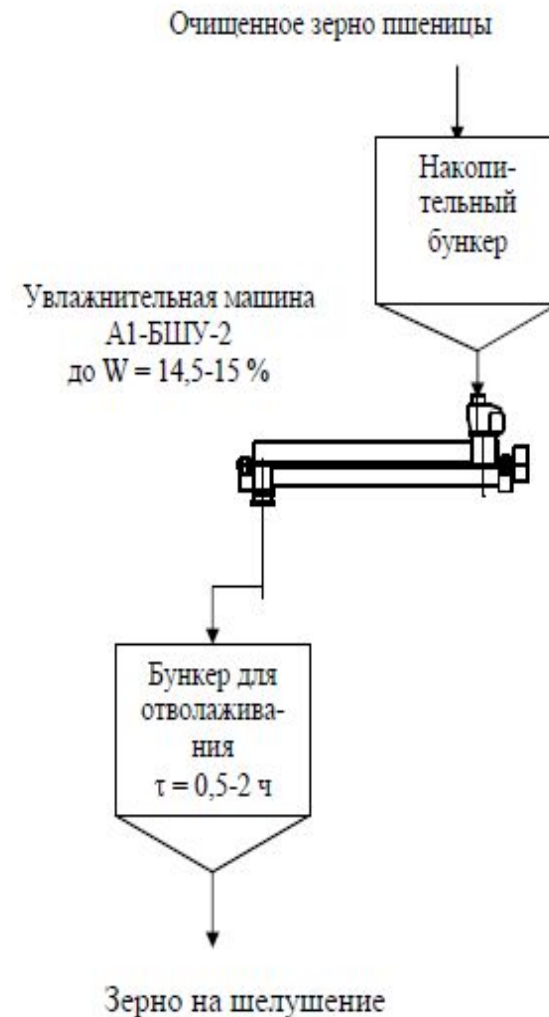 Очищенное зерно пшеницы
Накопи-
тельный
бункер
Увлажнительная машина
А1-БШУ-2
до W = 14,5-15 %
Бункер для
отволажива-
ния
τ = 0,5-2 ч
Зерно на шелушение